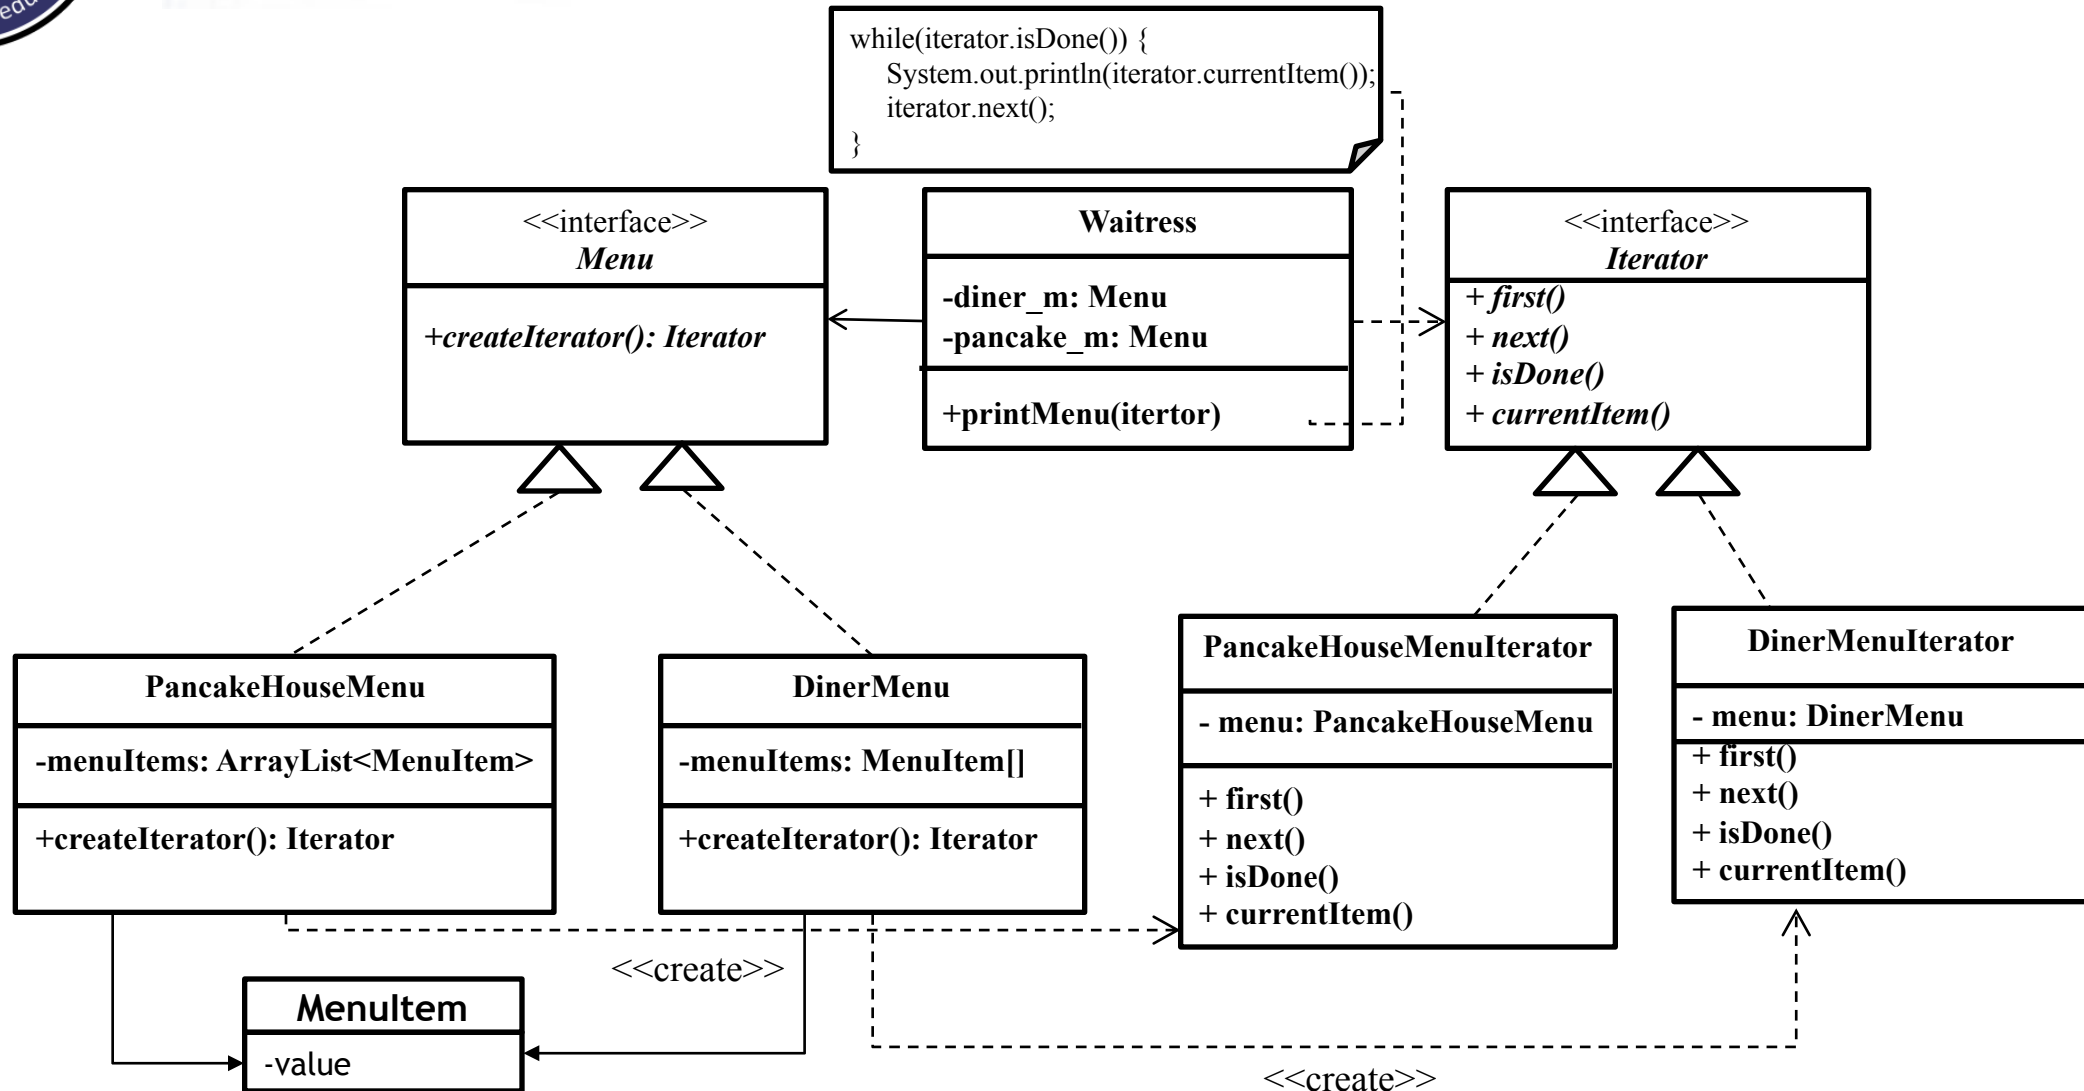 edu
while(iterator.isDone()) {
System.out.println(iterator.currentItem());
iterator.next();
}
<<interface>>
Menu
+createIterator(): Iterator
Waitress
-diner_m: Menu
-pancake_m: Menu
+printMenu(itertor)
<<interface>>
Iterator
+ first()
+ next()
+ isDone()
+ currentItem()
PancakeHouseMenu
-menuItems: ArrayList<MenuItem>
+createIterator(): Iterator
DinerMenu
-menuItems: MenuItem[]
+createIterator(): Iterator
PancakeHouseMenuIterator
- menu: PancakeHouseMenu
+ first()
+ next()
+ isDone()
+ currentItem()
DinerMenuIterator
- menu: DinerMenu
+ first()
+ next()
+ isDone()
+ currentItem()
<<create>>
MenuItem
-value
<<create>>